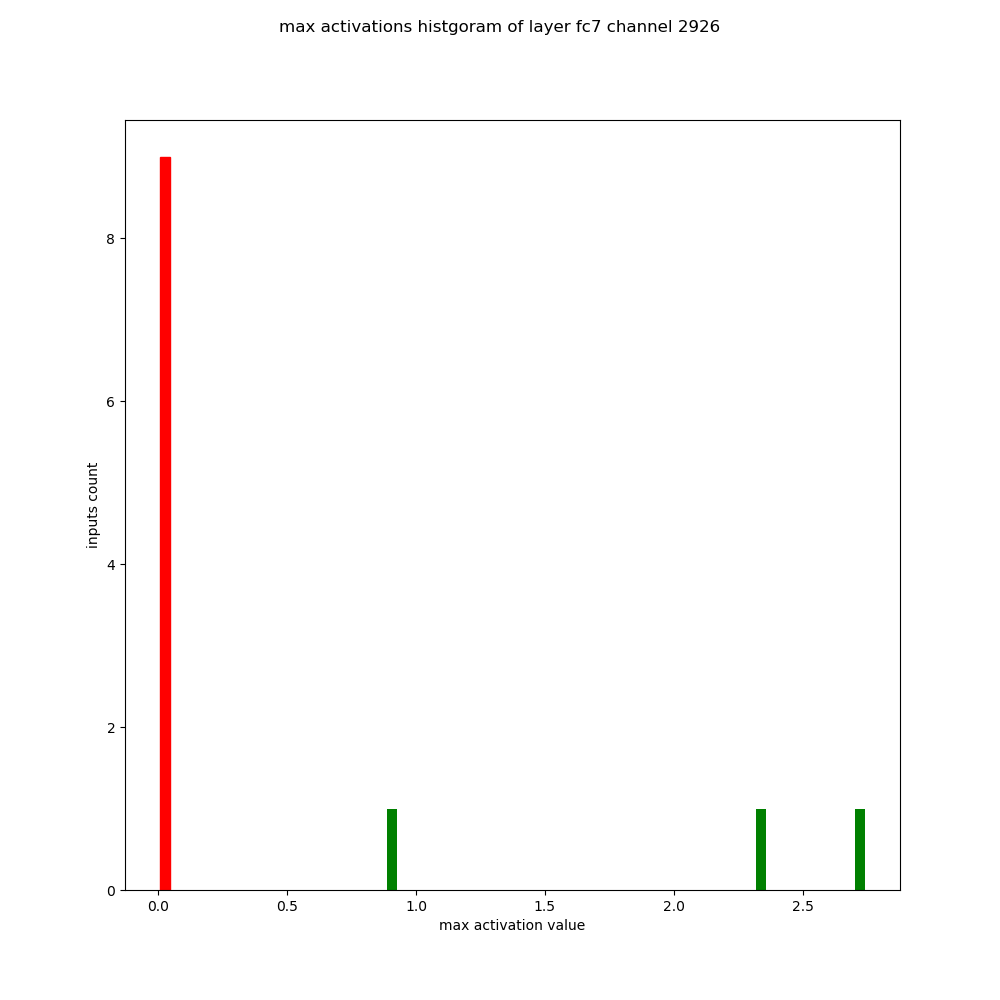 max activations histgoram of layer fc7 channel 2926
8
6
4
2
0
inputs count
0.0 0.5 1.0 1.5 2.0 2.5
max activation value